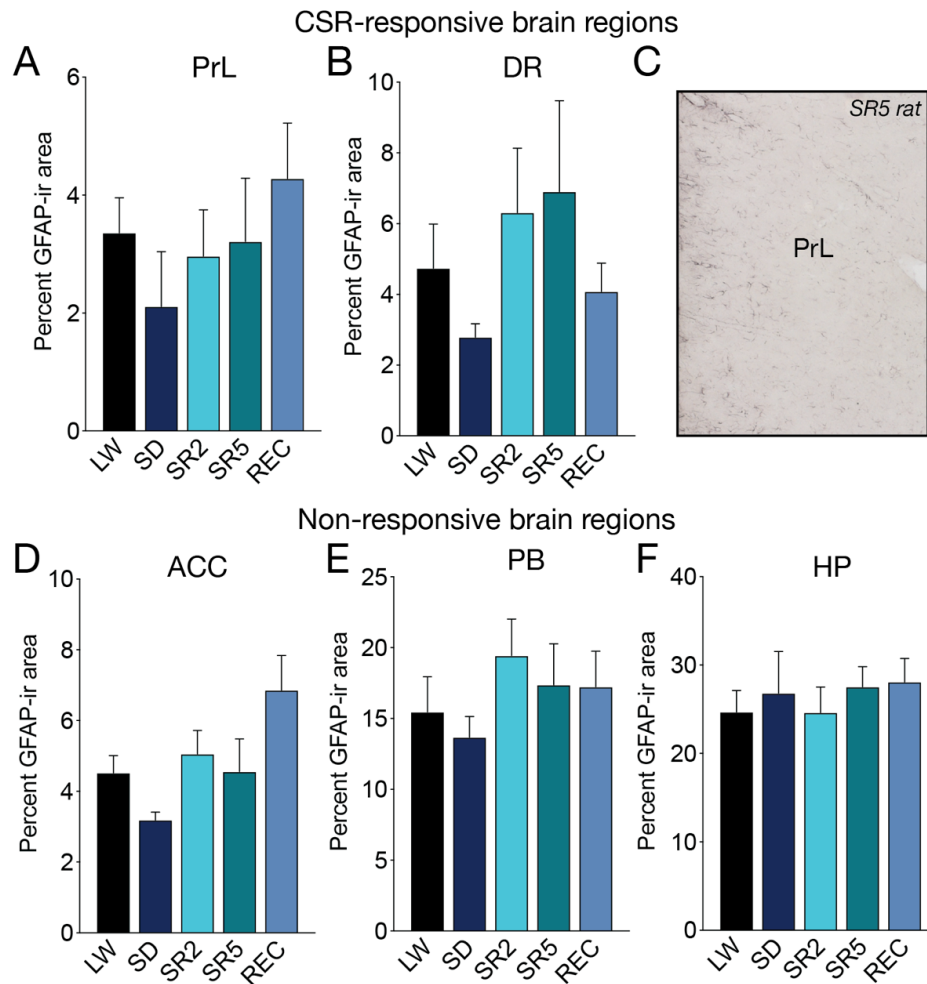 CSR-responsive brain regions
A
PrL
Percent GFAP-ir area
6
4
2
0
LW
SD
SR2
SR5
REC
B
DR
Percent GFAP-ir area
10
8
6
4
2
0
LW
SD
SR2
SR5
REC
C
SR5 rat
PrL
Non-responsive brain regions
D
ACC
Percent GFAP-ir area
10
8
6
4
2
0
LW
SD
SR2
SR5
REC
E
PB
Percent GFAP-ir area
25
20
15
10
5
0
LW
SD
SR2
SR5
REC
F
HP
Percent GFAP-ir area
40
30
20
10
0
LW
SD
SR2
SR5
REC